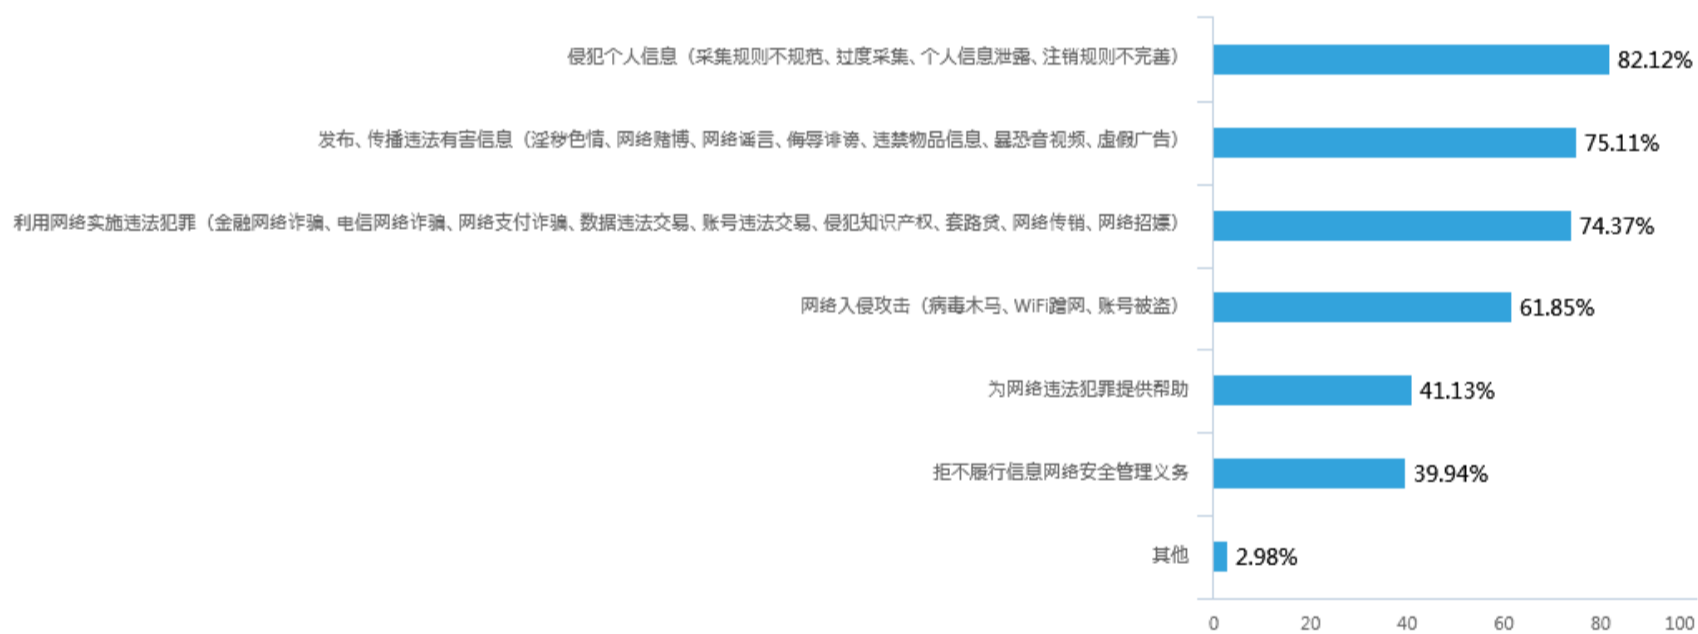 侵犯个人信息（采集规则不规范、过度采集、个人信息泄露、注销规则不完善） 82.12%
发布、传播违法有害信息（淫秽色情、网络赌博、网络谣言、侮辱诽谤、违禁物品信息、暴恐音视频、虚假广告） 75.11%
利用网络实施违法犯罪（金融网络诈骗、电信网络诈骗、网络支付诈骗、数据违法交易、账号违法交易、侵犯知识产权、套路贷、网络传销、网络招嫖） 74.37%
网络入侵攻击（病毒木马、WiFi蹭网、账号被盗） 61.85%
为网络违法犯罪提供帮助 41.13%
拒不履行信息网络安全管理义务 39.94%
其他 2.98%
0 20 40 60 80 100